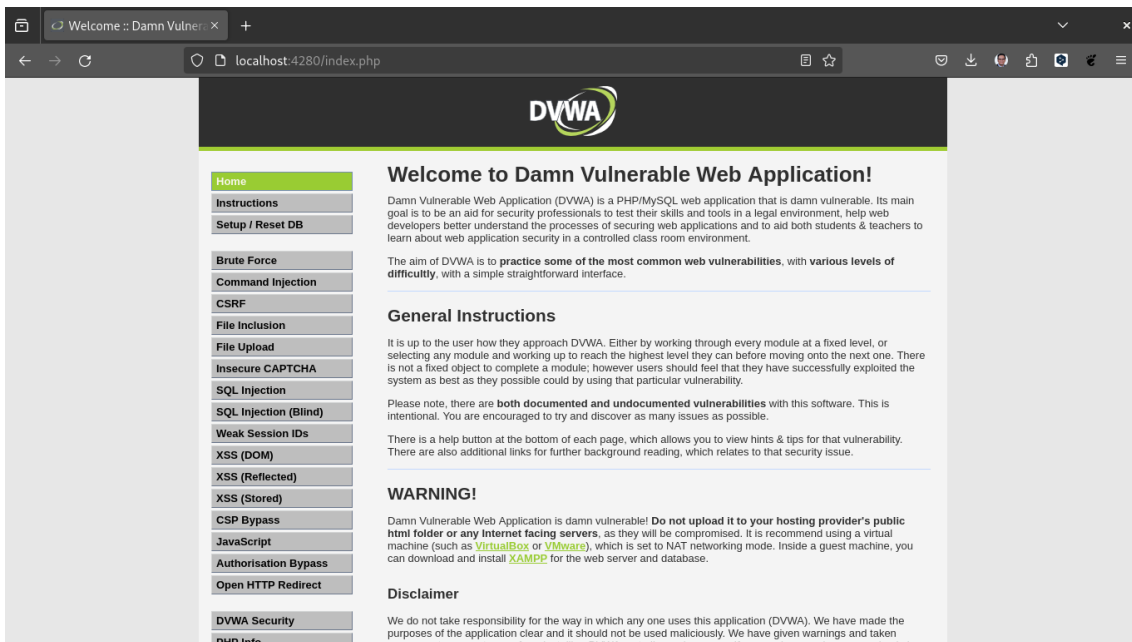 Welcome :: Damn Vulner
localhost:4280/index.php
DVWA
Home
Instructions
Setup / Reset DB
Brute Force
Command Injection
CSRF
File Inclusion
File Upload
Insecure CAPTCHA
SQL Injection
SQL Injection (Blind)
Weak Session IDs
XSS (DOM)
XSS (Reflected)
XSS (Stored)
CSP Bypass
JavaScript
Authorisation Bypass
Open HTTP Redirect
DVWA Security
PHP Info
Welcome to Damn Vulnerable Web Application!
Damn Vulnerable Web Application (DVWA) is a PHP/MySQL web application that is damn vulnerable. Its main
goal is to be an aid for security professionals to test their skills and tools in a legal environment, help web
developers better understand the processes of securing web applications and to aid both students & teachers to
learn about web application security in a controlled class room environment.
The aim of DVWA is to practice some of the most common web vulnerabilities, with various levels of
difficultly, with a simple straightforward interface.
General Instructions
It is up to the user how they approach DVWA. Either by working through every module at a fixed level, or
selecting any module and working up to reach the highest level they can before moving onto the next one. There
is not a fixed object to complete a module; however users should feel that they have successfully exploited the
system as best as they possible could by using that particular vulnerability.
Please note, there are both documented and undocumented vulnerabilities with this software. This is
intentional. You are encouraged to try and discover as many issues as possible.
There is a help button at the bottom of each page, which allows you to view hints & tips for that vulnerability.
There are also additional links for further background reading, which relates to that security issue.
WARNING!
Damn Vulnerable Web Application is damn vulnerable! Do not upload it to your hosting provider's public
html folder or any Internet facing servers, as they will be compromised. It is recommend using a virtual
machine (such as VirtualBox or VMware), which is set to NAT networking mode. Inside a guest machine, you
can download and install XAMPP for the web server and database.
Disclaimer
We do not take responsibility for the way in which any one uses this application (DVWA). We have made the
purposes of the application clear and it should not be used maliciously. We have given warnings and taken